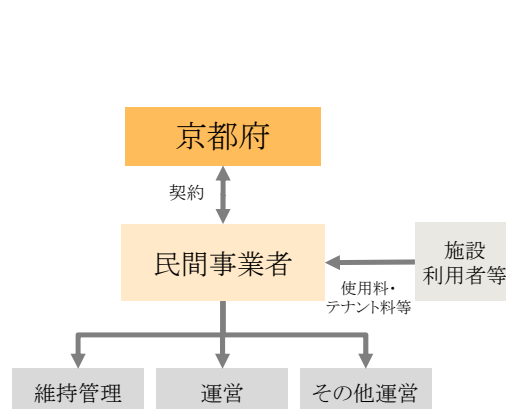 京都府
契約
民間事業者
施設
利用者等
使用料・
テナント料等
維持管理
運営
その他運営